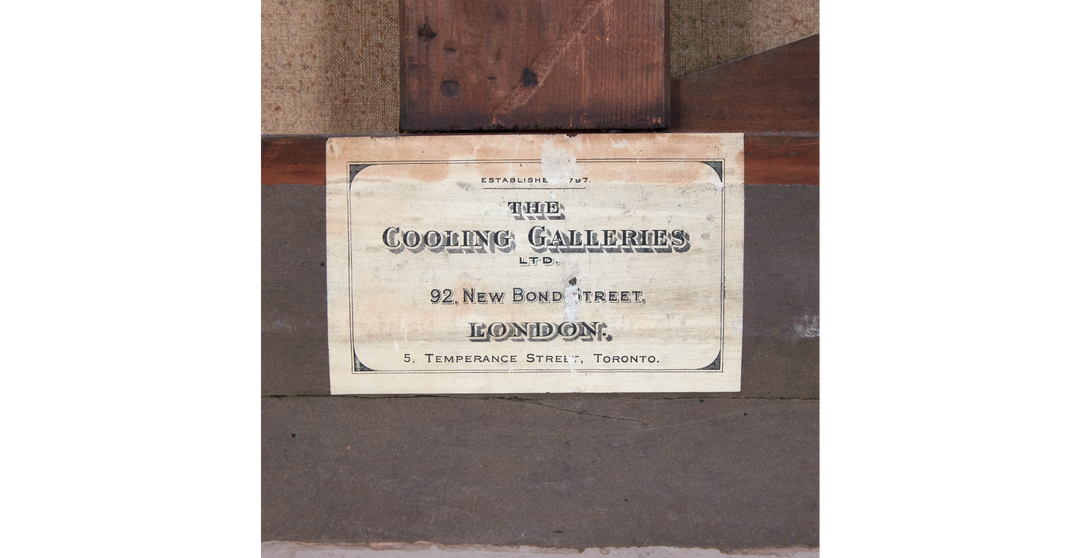 ESTABLISHE 797.
THE
COOLING GALLERIES
LTD.
92, NEW BOND STREET,
LONDON.
5, TEMPERANCE STREET, TORONTO.